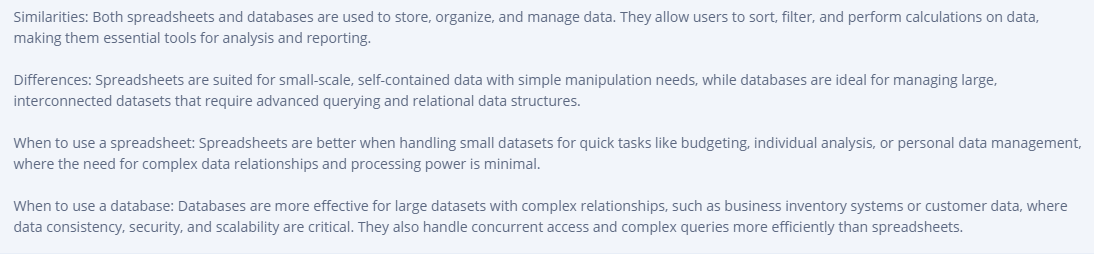 Similarities: Both spreadsheets and databases are used to store, organize, and manage data. They allow users to sort, filter, and perform calculations on data,
making them essential tools for analysis and reporting.
Differences: Spreadsheets are suited for small-scale, self-contained data with simple manipulation needs, while databases are ideal for managing large,
interconnected datasets that require advanced querying and relational data structures.
When to use a spreadsheet: Spreadsheets are better when handling small datasets for quick tasks like budgeting, individual analysis, or personal data management,
where the need for complex data relationships and processing power is minimal.
When to use a database: Databases are more effective for large datasets with complex relationships, such as business inventory systems or customer data, where
data consistency, security, and scalability are critical. They also handle concurrent access and complex queries more efficiently than spreadsheets.